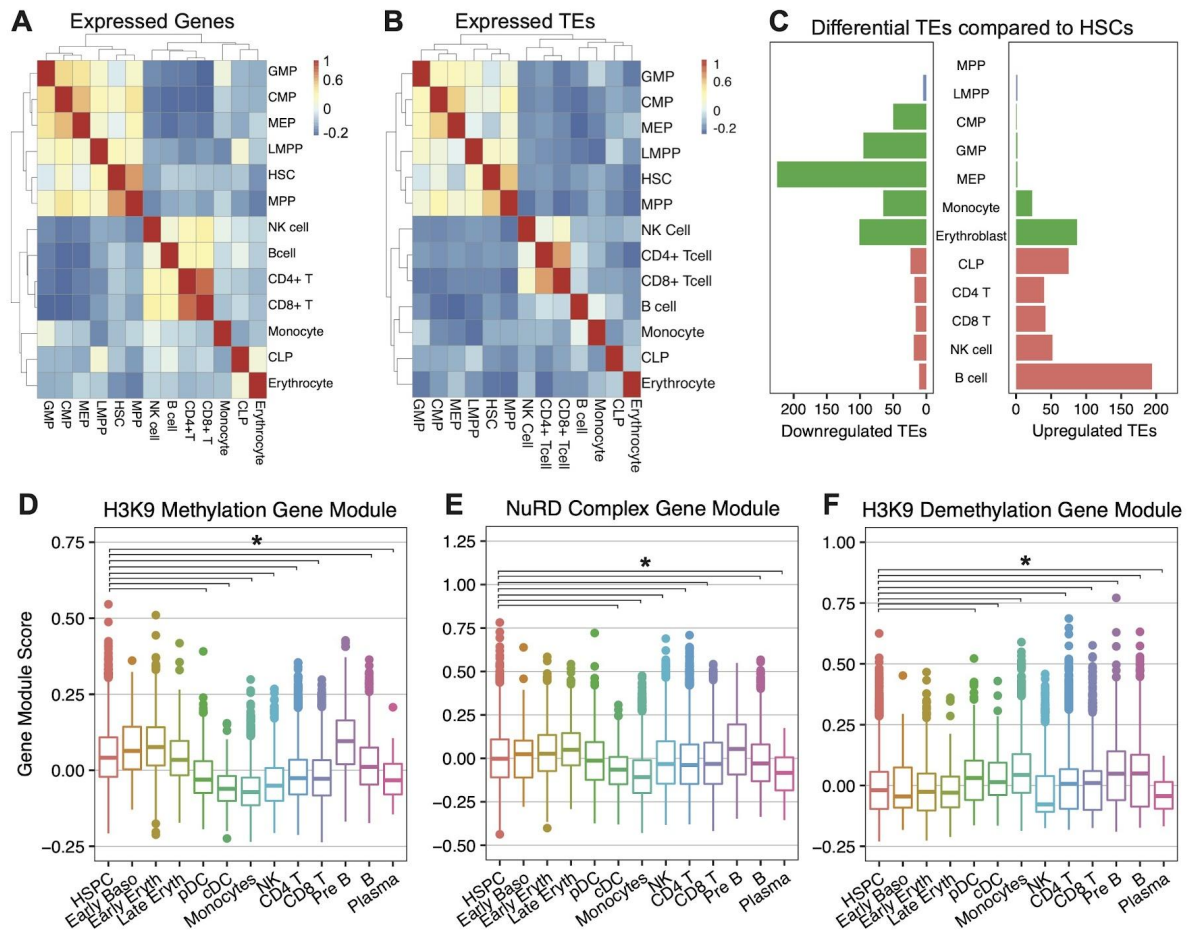 A Expressed Genes
1
0.6
0
-0.2
GMP
CMP
MEP
LMPP
HSC
MPP
NK cell
Bcell
CD4+ T
CD8+ T
Monocyte
CLP
Erythrocyte
GMP
CMP
MEP
LMPP
HSC
MPP
NK cell
B cell
CD4+T
CD8+ T
Monocyte
CLP
Erythrocyte
B Expressed TEs
1
0.6
0
-0.2
GMP
CMP
MEP
LMPP
HSC
MPP
NK Cell
CD4+ Tcell
CD8+ Tcell
B cell
Monocyte
CLP
Erythrocyte
GMP
CMP
MEP
LMPP
HSC
MPP
NK Cell
CD4+ Tcell
CD8+ Tcell
B cell
Monocyte
CLP
Erythrocyte
C Differential TEs compared to HSCs
MPP
LMPP
CMP
GMP
MEP
Monocyte
Erythroblast
CLP
CD4 T
CD8 T
NK cell
B cell
200 150 100 50 0
Downregulated TEs
0 50 100 150 200
Upregulated TEs
D H3K9 Methylation Gene Module
*
Gene Module Score
0.75
0.50
0.25
0.00
−0.25
HSPC
Early Baso
Early Eryth
Late Eryth
pDC
cDC
Monocytes
NK
CD4 T
CD8 T
Pre B
B
Plasma
E NuRD Complex Gene Module
*
1.25
1.00
0.75
0.50
0.25
0.00
−0.25
−0.50
HSPC
Early Baso
Early Eryth
Late Eryth
pDC
cDC
Monocytes
NK
CD4 T
CD8 T
Pre B
B
Plasma
F H3K9 Demethylation Gene Module
*
1.00
0.75
0.50
0.25
0.00
−0.25
HSPC
Early Baso
Early Eryth
Late Eryth
pDC
cDC
Monocytes
NK
CD4 T
CD8 T
Pre B
B
Plasma